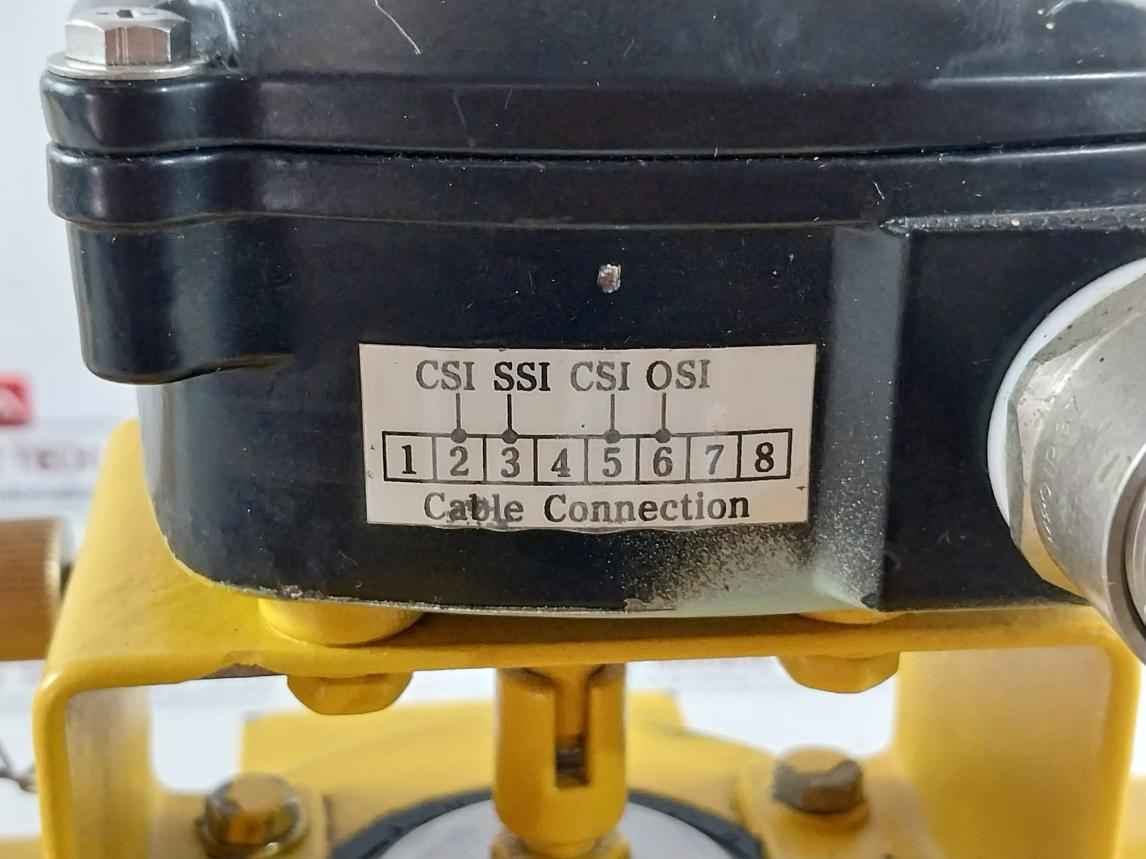 CSI SSI CSI OSI
1 2 3 4 5 6 7 8
Cable Connection